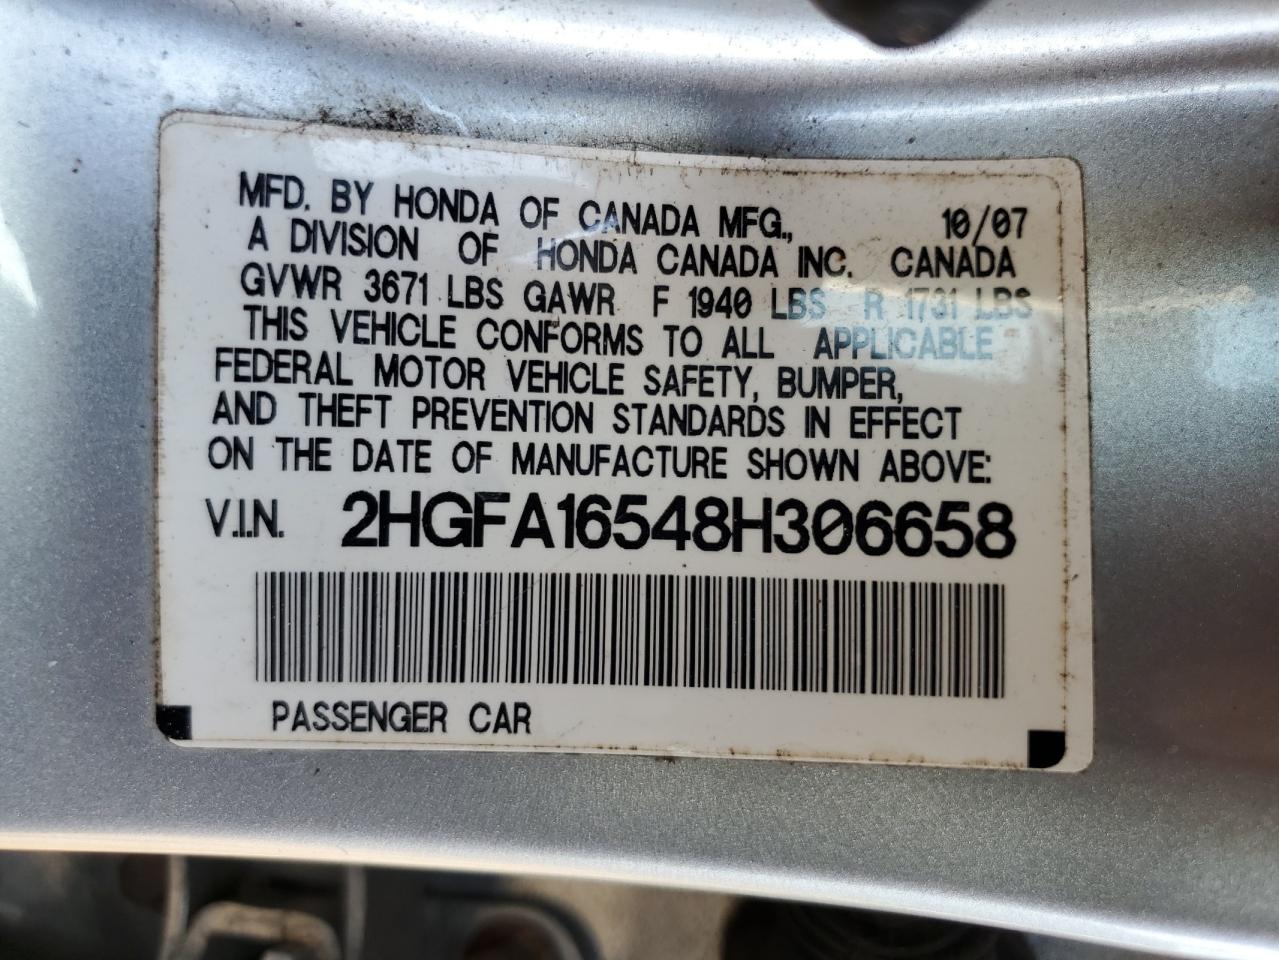 MFD. BY HONDA OF CANADA MFG., 10/07
A DIVISION OF HONDA CANADA INC. CANADA
GVWR 3671 LBS GAWR F 1940 LBS R 1731 LBS
THIS VEHICLE CONFORMS TO ALL APPLICABLE
FEDERAL MOTOR VEHICLE SAFETY, BUMPER,
AND THEFT PREVENTION STANDARDS IN EFFECT
ON THE DATE OF MANUFACTURE SHOWN ABOVE:
V.I.N. 2HGFA16548H306658
PASSENGER CAR